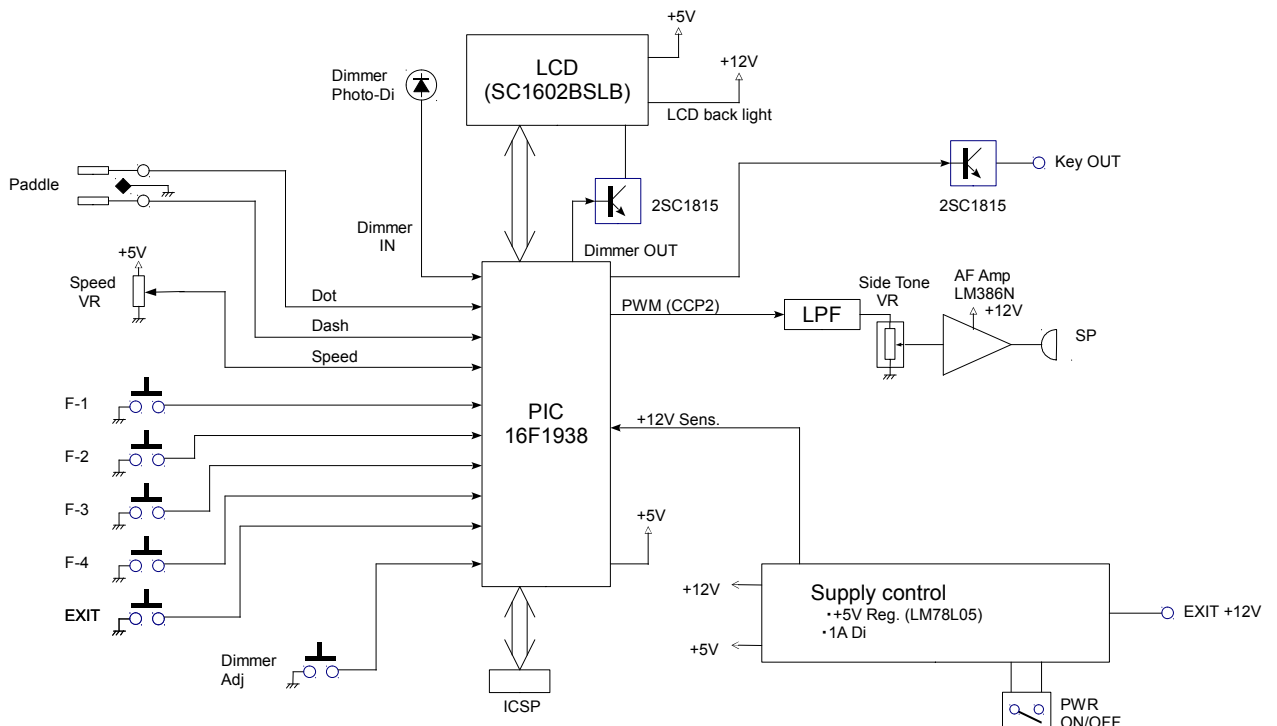 +5V
LCD
(SC1602BSLB)
+12V
LCD back light
Dimmer
Photo-Di
Paddle
2SC1815
Key OUT
2SC1815
Dimmer
IN
Dimmer OUT
+5V
Speed
VR
Dot
Dash
Speed
PWM (CCP2)
LPF
Side Tone
VR
AF Amp
LM386N
+12V
SP
F-1
F-2
F-3
F-4
EXIT
PIC
16F1938
+12V Sens.
+5V
+12V
+5V
Supply control
・+5V Reg. (LM78L05)
・1A Di
EXIT +12V
Dimmer
Adj
ICSP
PWR
ON/OFF